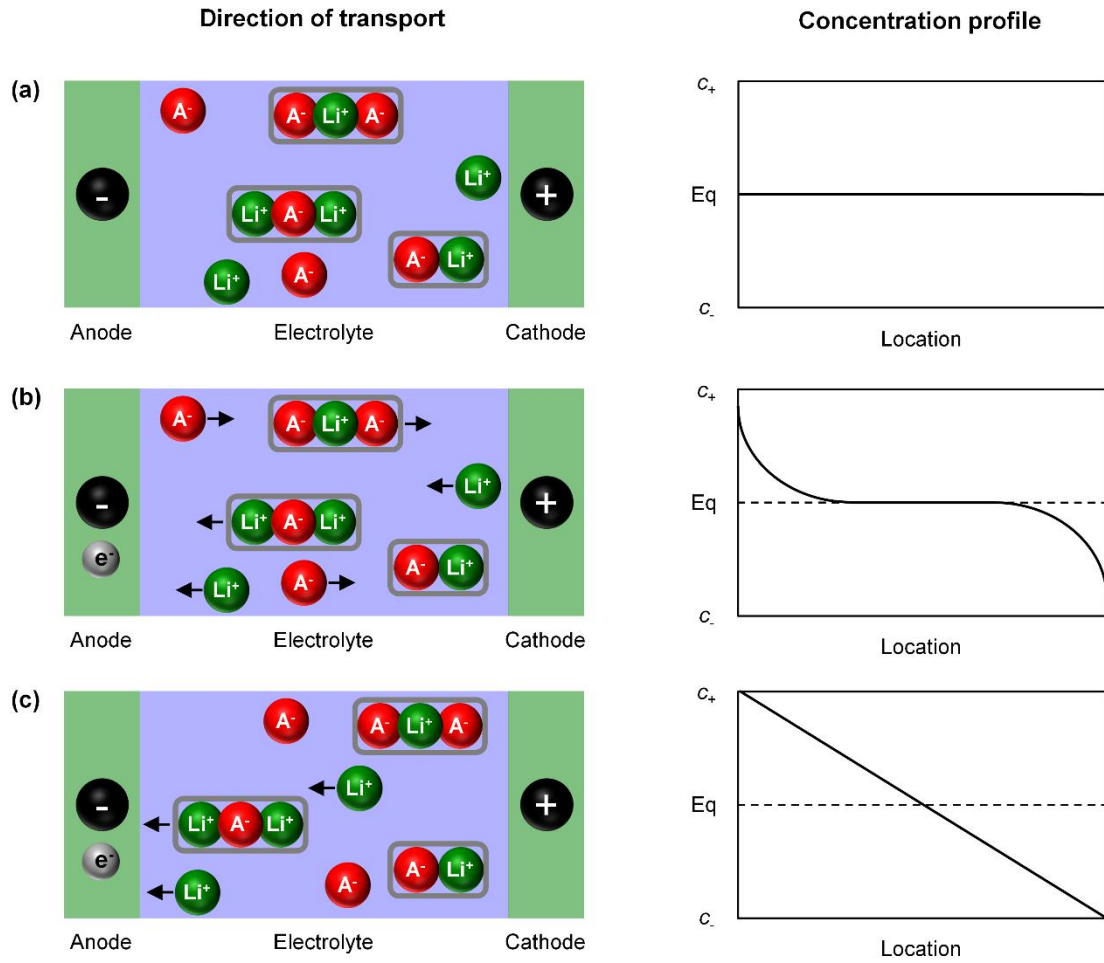 Direction of transport
Concentration profile
(a)
A⁻
A⁻ Li⁺ A⁻
Li⁺
-
+
Li⁺ A⁻ Li⁺
A⁻ Li⁺
Li⁺
A⁻
Anode
Electrolyte
Cathode
c₊
Eq
c₋
Location
(b)
A⁻
A⁻ Li⁺ A⁻
Li⁺
-
+
Li⁺ A⁻ Li⁺
e⁻
A⁻ Li⁺
Li⁺
A⁻
Anode
Electrolyte
Cathode
c₊
Eq
c₋
Location
(c)
A⁻
A⁻ Li⁺ A⁻
Li⁺
-
+
Li⁺ A⁻ Li⁺
e⁻
A⁻ Li⁺
Li⁺
A⁻
Anode
Electrolyte
Cathode
c₊
Eq
c₋
Location